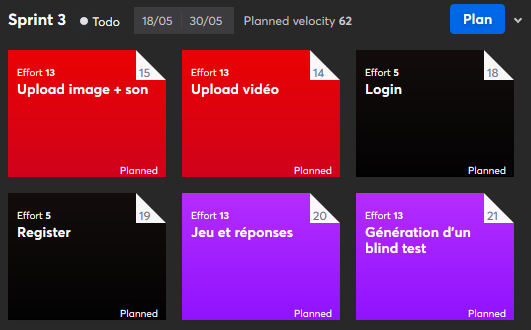 Sprint 3 Todo 18/05 30/05 Planned velocity 62 Plan
Effort 13 15
Upload image + son
Planned
Effort 13 14
Upload vidéo
Planned
Effort 5 18
Login
Planned
Effort 5 19
Register
Planned
Effort 13 20
Jeu et réponses
Planned
Effort 13 21
Génération d'un
blind test
Planned